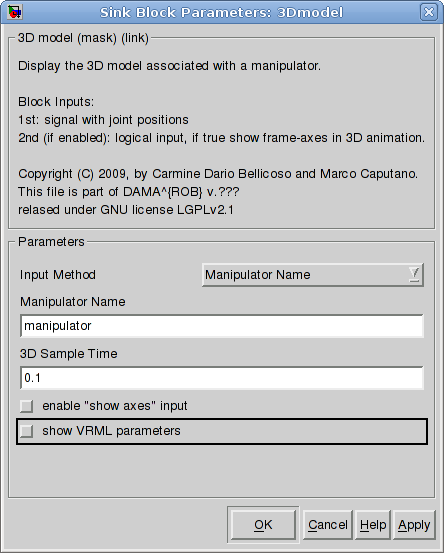 Sink Block Parameters: 3Dmodel
3D model (mask) (link)
Display the 3D model associated with a manipulator.
Block Inputs:
1st: signal with joint positions
2nd (if enabled): logical input, if true show frame-axes in 3D animation.
Copyright (C) 2009, by Carmine Dario Bellicoso and Marco Caputano.
This file is part of DAMA^{ROB} v.???
relased under GNU license LGPLv2.1
Parameters
Input Method
Manipulator Name
Manipulator Name
manipulator
3D Sample Time
0.1
enable "show axes" input
show VRML parameters
OK Cancel Help Apply